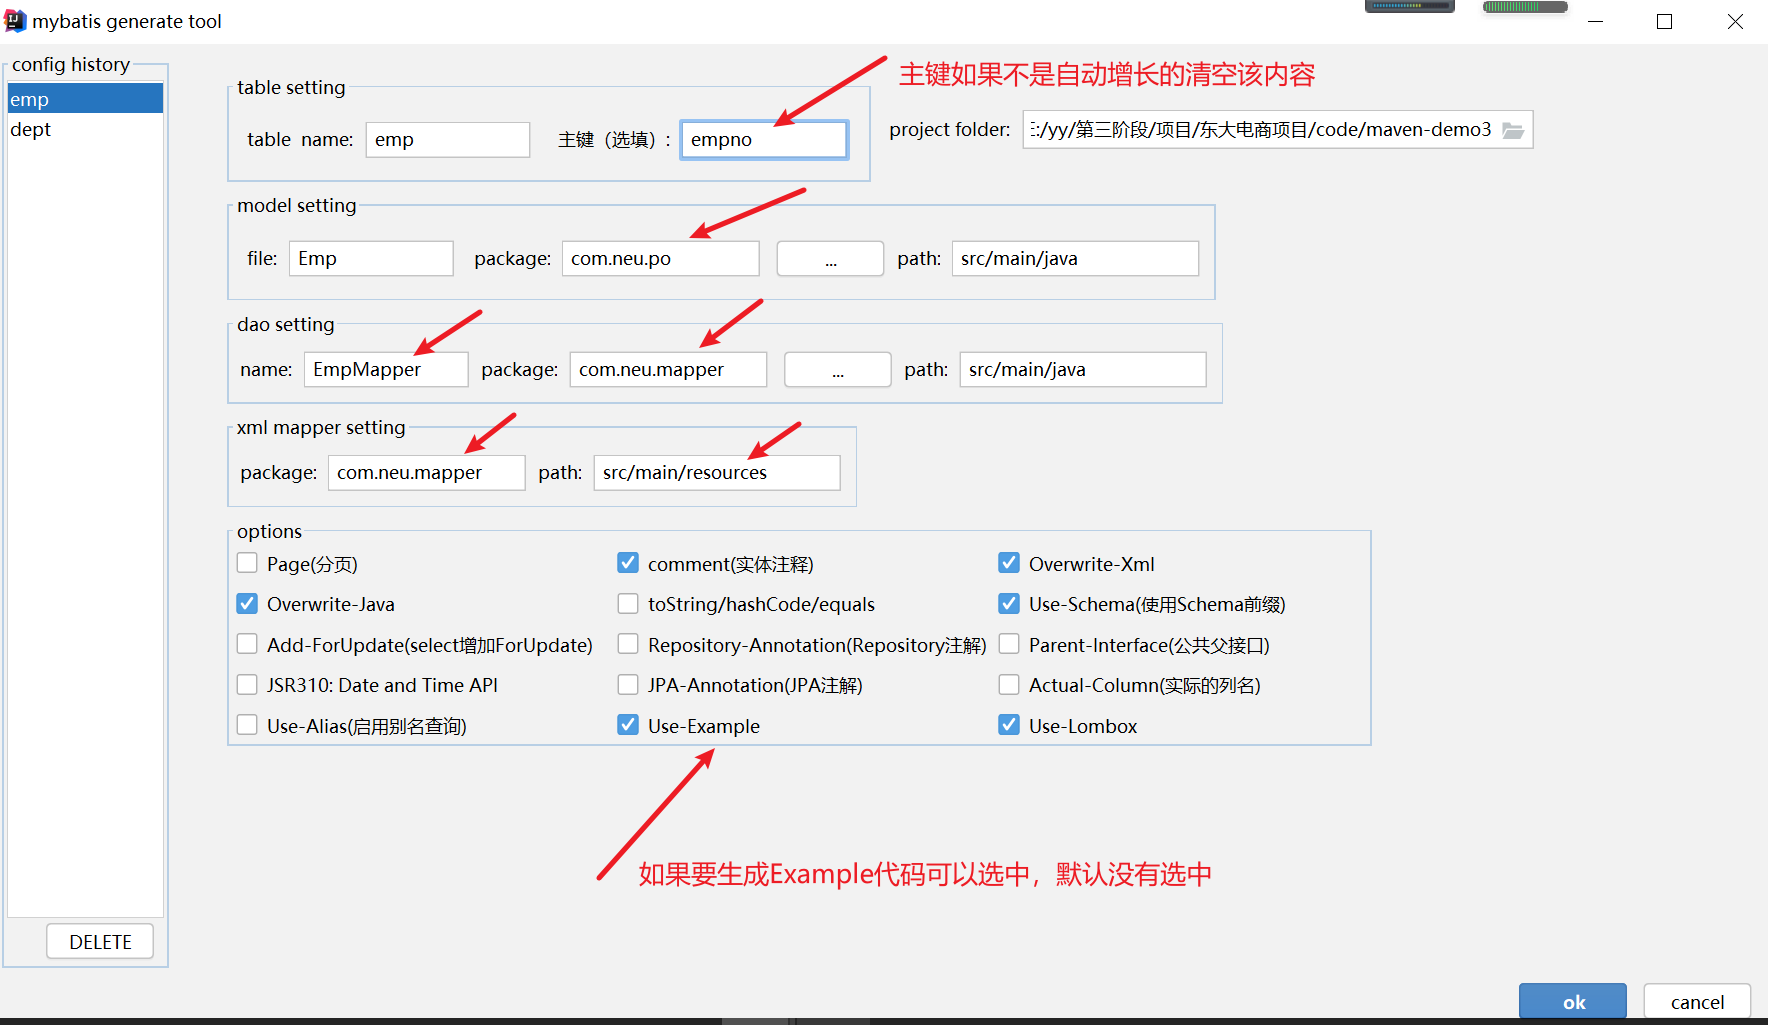 mybatis generate tool
config history
emp
dept
DELETE
主键如果不是自动增长的清空该内容
table setting
table name: emp 主键（选填）: empno
project folder: E:/yy/第三阶段/项目/东大电商项目/code/maven-demo3
model setting
file: Emp package: com.neu.po ... path: src/main/java
dao setting
name: EmpMapper package: com.neu.mapper ... path: src/main/java
xml mapper setting
package: com.neu.mapper path: src/main/resources
options
Page(分页) comment(实体注释) Overwrite-Xml
Overwrite-Java toString/hashCode/equals Use-Schema(使用Schema前缀)
Add-ForUpdate(select增加ForUpdate) Repository-Annotation(Repository注解) Parent-Interface(公共父接口)
JSR310: Date and Time API JPA-Annotation(JPA注解) Actual-Column(实际的列名)
Use-Alias(启用别名查询) Use-Example Use-Lombox
如果要生成Example代码可以选中，默认没有选中
ok cancel